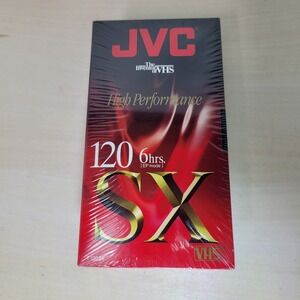 JVC
The
Inventor
of VHS
High Performance
120 6hrs.
[EP mode]
SX
VHS